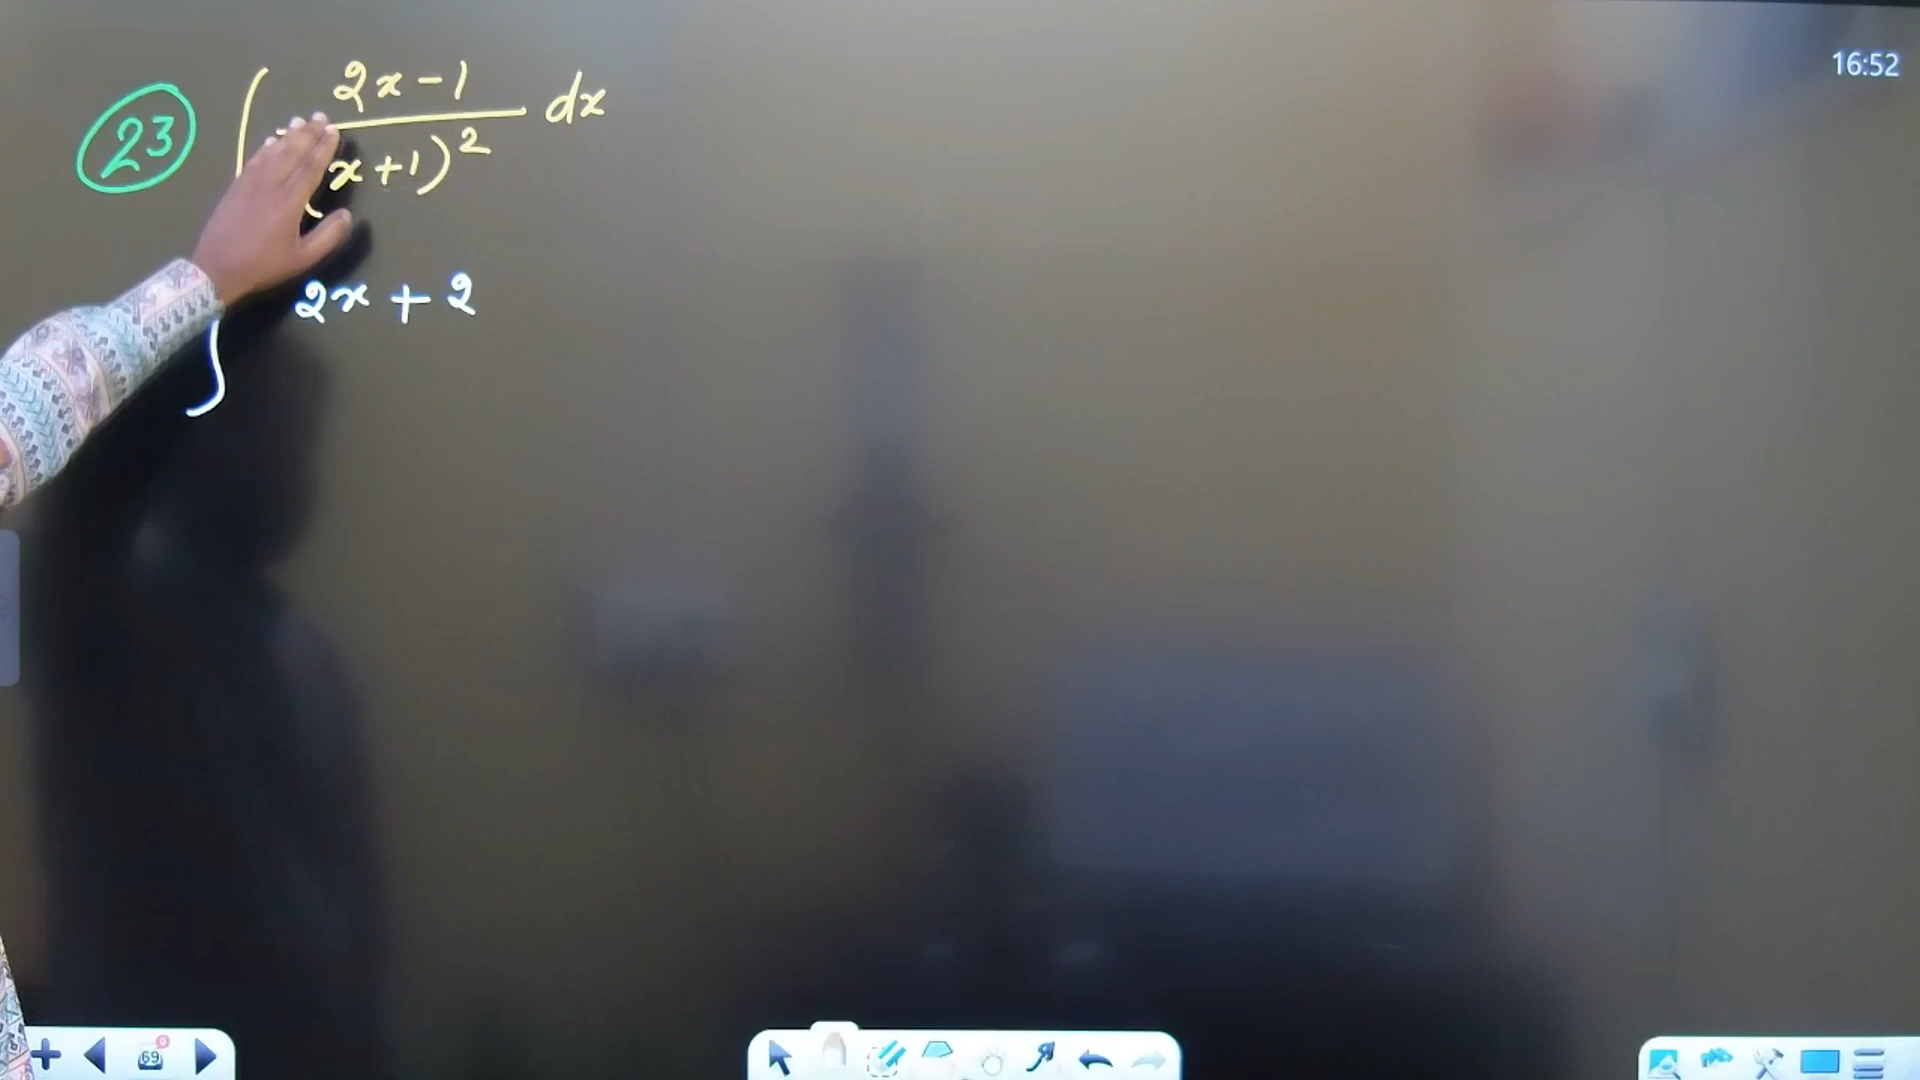 16:52
23 ∫ 2x-1 dx
(x+1)²
∫ 2x + 2
69